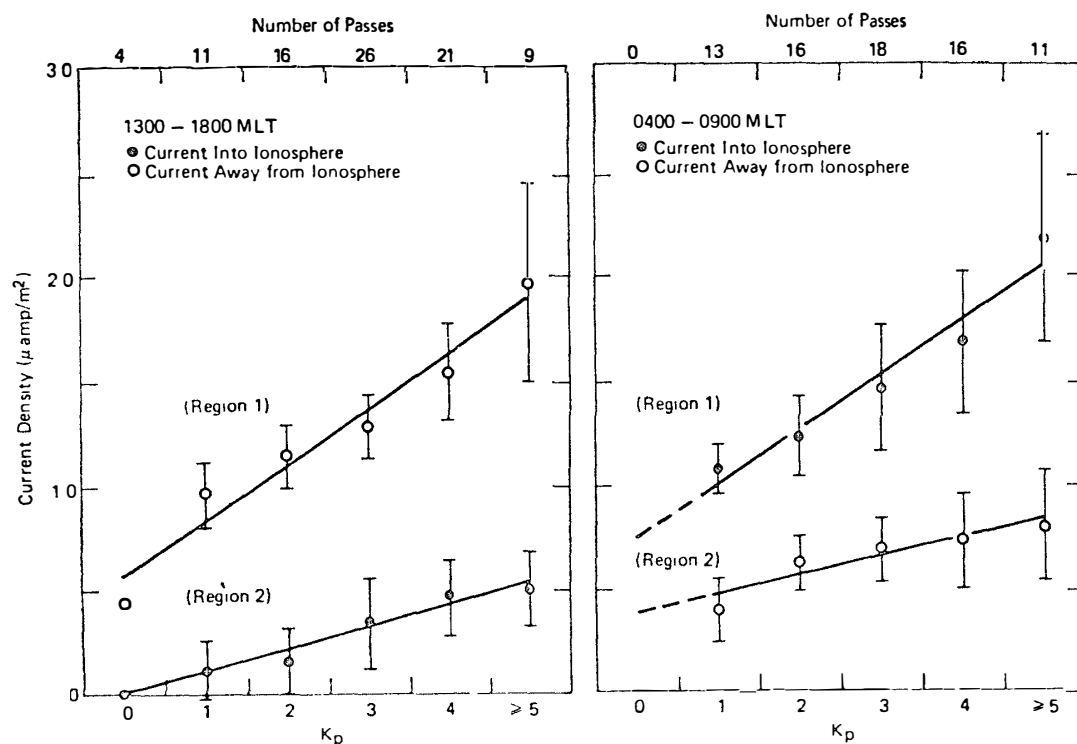 Number of Passes
4 11 16 26 21 9
30
20
10
0
Current Density (μ amp/m²)
1300 – 1800 MLT
Current Into Ionosphere
Current Away from Ionosphere
(Region 1)
(Region 2)
0 1 2 3 4 ⩾ 5
Kp
Number of Passes
0 13 16 18 16 11
0400 – 0900 MLT
Current Into Ionosphere
Current Away from Ionosphere
(Region 1)
(Region 2)
0 1 2 3 4 ⩾ 5
Kp